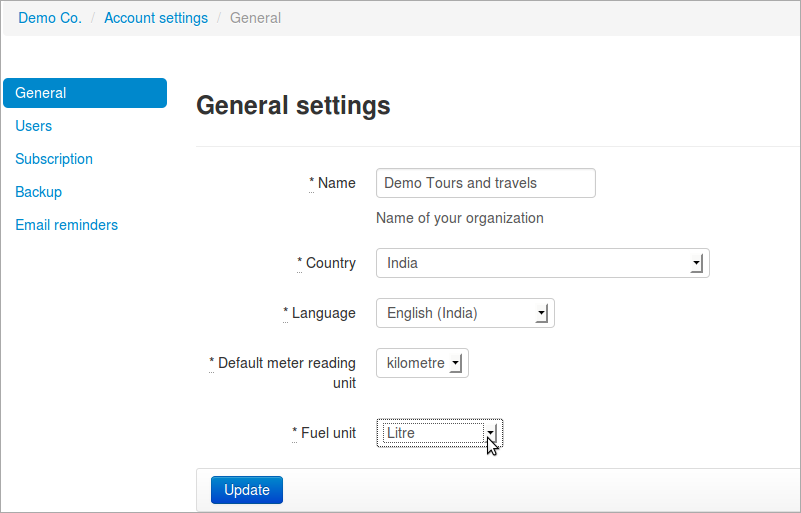 Demo Co. / Account settings / General
General
Users
Subscription
Backup
Email reminders
General settings
* Name Demo Tours and travels
Name of your organization
* Country India
* Language English (India)
* Default meter reading unit kilometre
* Fuel unit Litre
Update